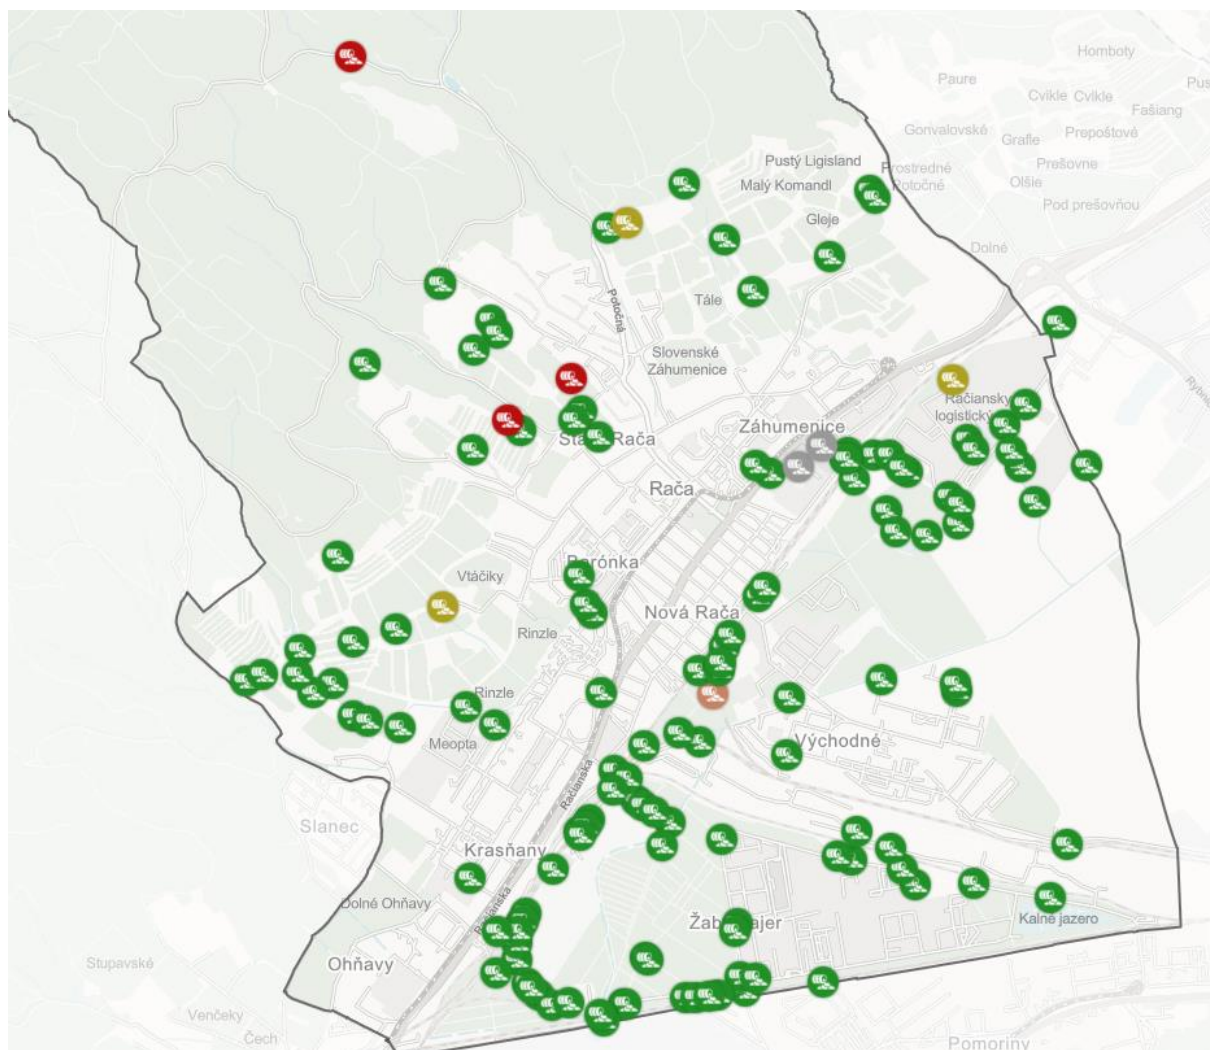 Homboty
Paure
Cvikle Cvikle
Fašiang
Gonvalovské
Grafle
Prepoštové
Pustý Ligisland
Prostredné
Potočné
Prešovne
Malý Komandl
Olšie
Pod prešovňou
Gleje
Dolné
Potočná
Tále
Slovenské
Záhumenice
Račiansky
logistický
Záhumenice
Rača
Vtáčiky
Nová Rača
Rinzle
Rinzle
Meopta
Východné
Račianska
Slanec
Krasňany
Dolné Ohňavy
Račianska
Kalné jazero
Ohňavy
Stupavské
Venčeky
Čech
Pomoriny